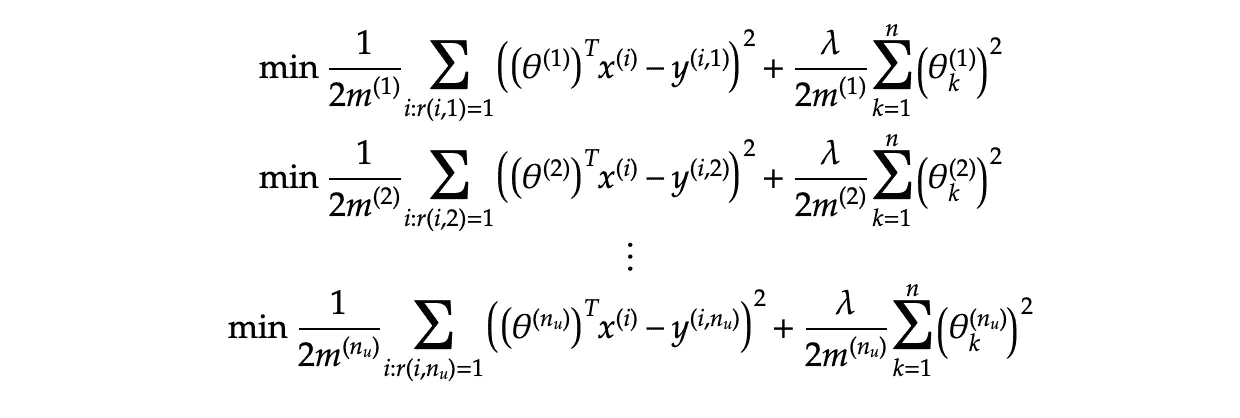 min 1/(2m^(1)) ∑_{i:r(i,1)=1} ((θ^(1))^T x^(i) − y^(i,1))^2 + λ/(2m^(1)) ∑_{k=1}^{n} (θ_k^(1))^2
min 1/(2m^(2)) ∑_{i:r(i,2)=1} ((θ^(2))^T x^(i) − y^(i,2))^2 + λ/(2m^(2)) ∑_{k=1}^{n} (θ_k^(2))^2
⋮
min 1/(2m^(n_u)) ∑_{i:r(i,n_u)=1} ((θ^(n_u))^T x^(i) − y^(i,n_u))^2 + λ/(2m^(n_u)) ∑_{k=1}^{n} (θ_k^(n_u))^2